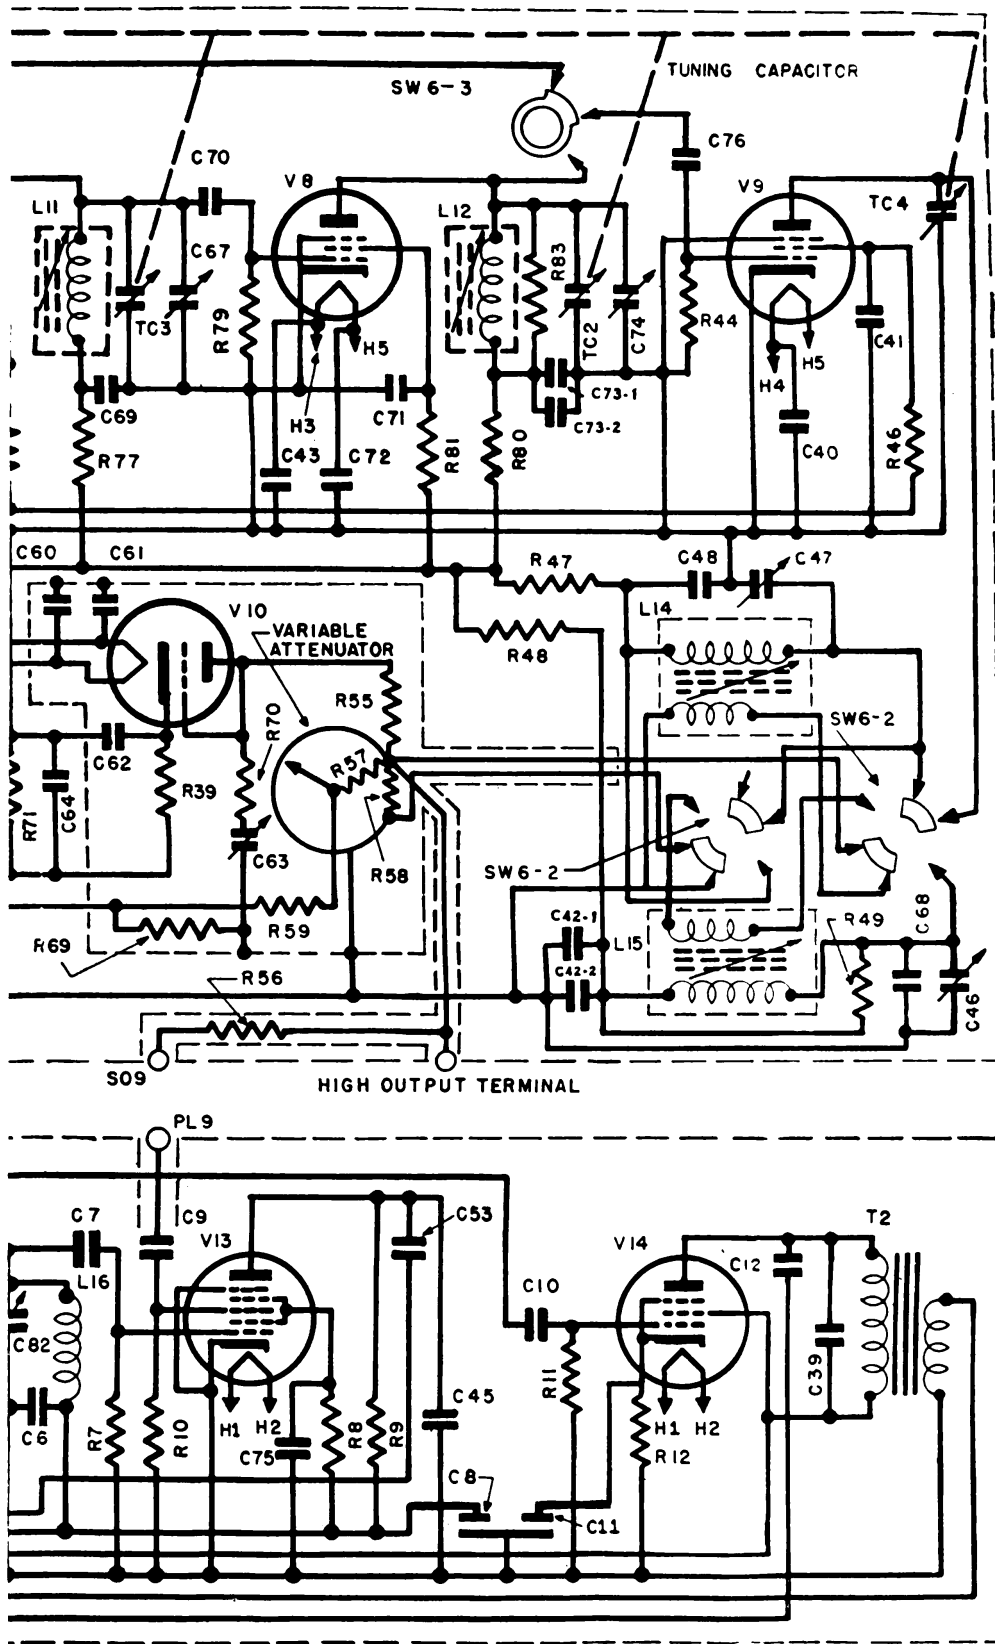 SW6-3
TUNING CAPACITOR
C76
C70
V8
V9
L11
L12
TC4
C67
R83
TC3
R79
TC2
C74
R44
C41
H5
H5
H4
C69
H3
C71
C73-1
C73-2
R77
C43
C72
R81
R80
C40
R46
C60
C61
R47
C48
C47
V10
VARIABLE
ATTENUATOR
R48
L14
R55
SW6-2
R70
R57
C62
R71
C64
R39
C63
R58
SW6-2
R69
R59
C42-1
L15
R49
C68
C42-2
R56
C46
SO9
HIGH OUTPUT TERMINAL
PL9
C7
C9
V13
C53
V14
T2
L16
C10
C12
C82
R11
C39
C6
R7
R10
H1
H2
C75
R8
R9
C45
H1
H2
R12
C8
C11